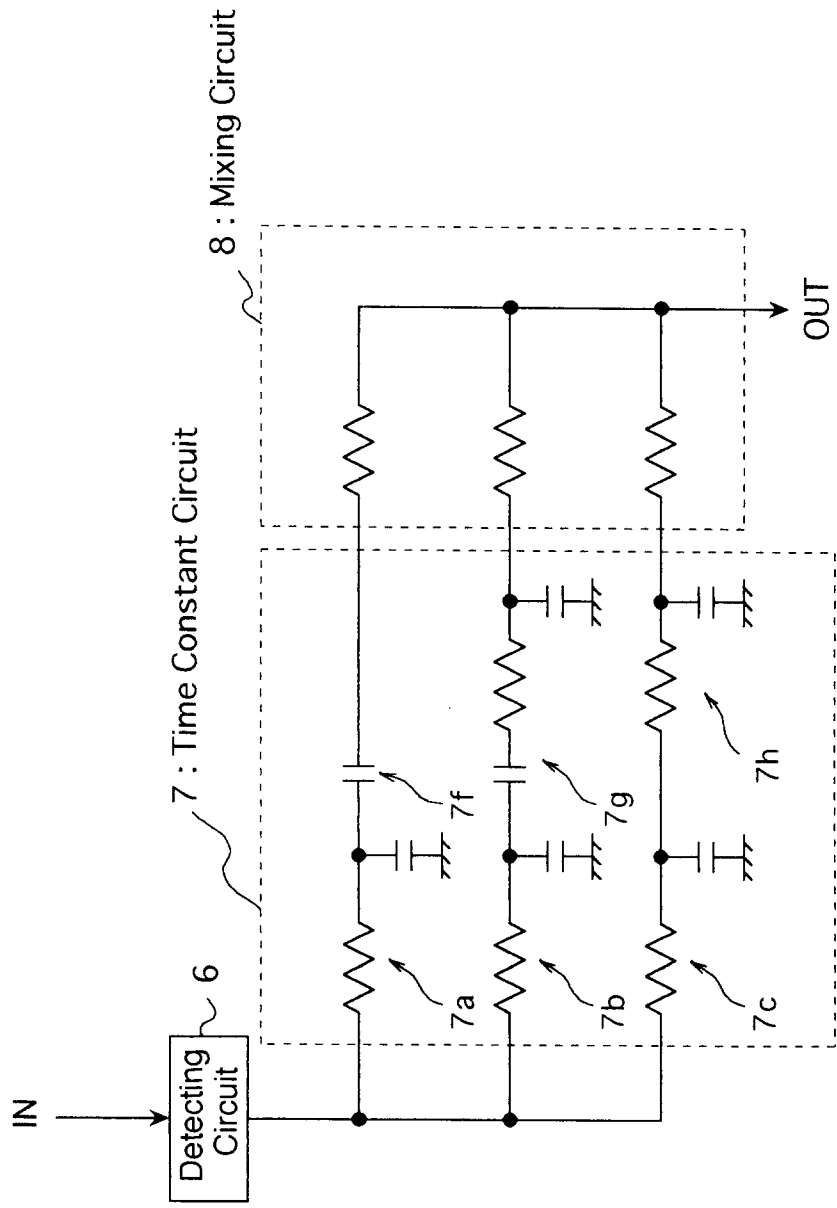 IN
Detecting
Circuit
6
7 : Time Constant Circuit
8 : Mixing Circuit
7a
7f
7b
7g
7c
7h
OUT